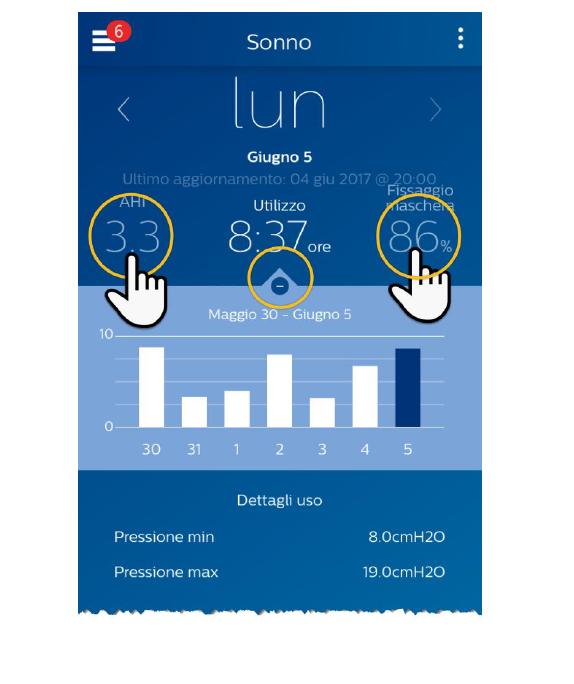 6
Sonno
lun
Giugno 5
Ultimo aggiornamento: 04 giu 2017 @ 20:00
AHI
3.3
Utilizzo
8:37 ore
Fissaggio
maschera
86%
Maggio 30 - Giugno 5
10
0
30 31 1 2 3 4 5
Dettagli uso
Pressione min 8.0cmH2O
Pressione max 19.0cmH2O